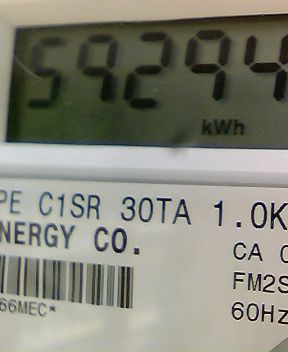 59294
kWh
PE C1SR 30TA 1.0K
NERGY CO.
CA
FM2S
66MEC*
60Hz